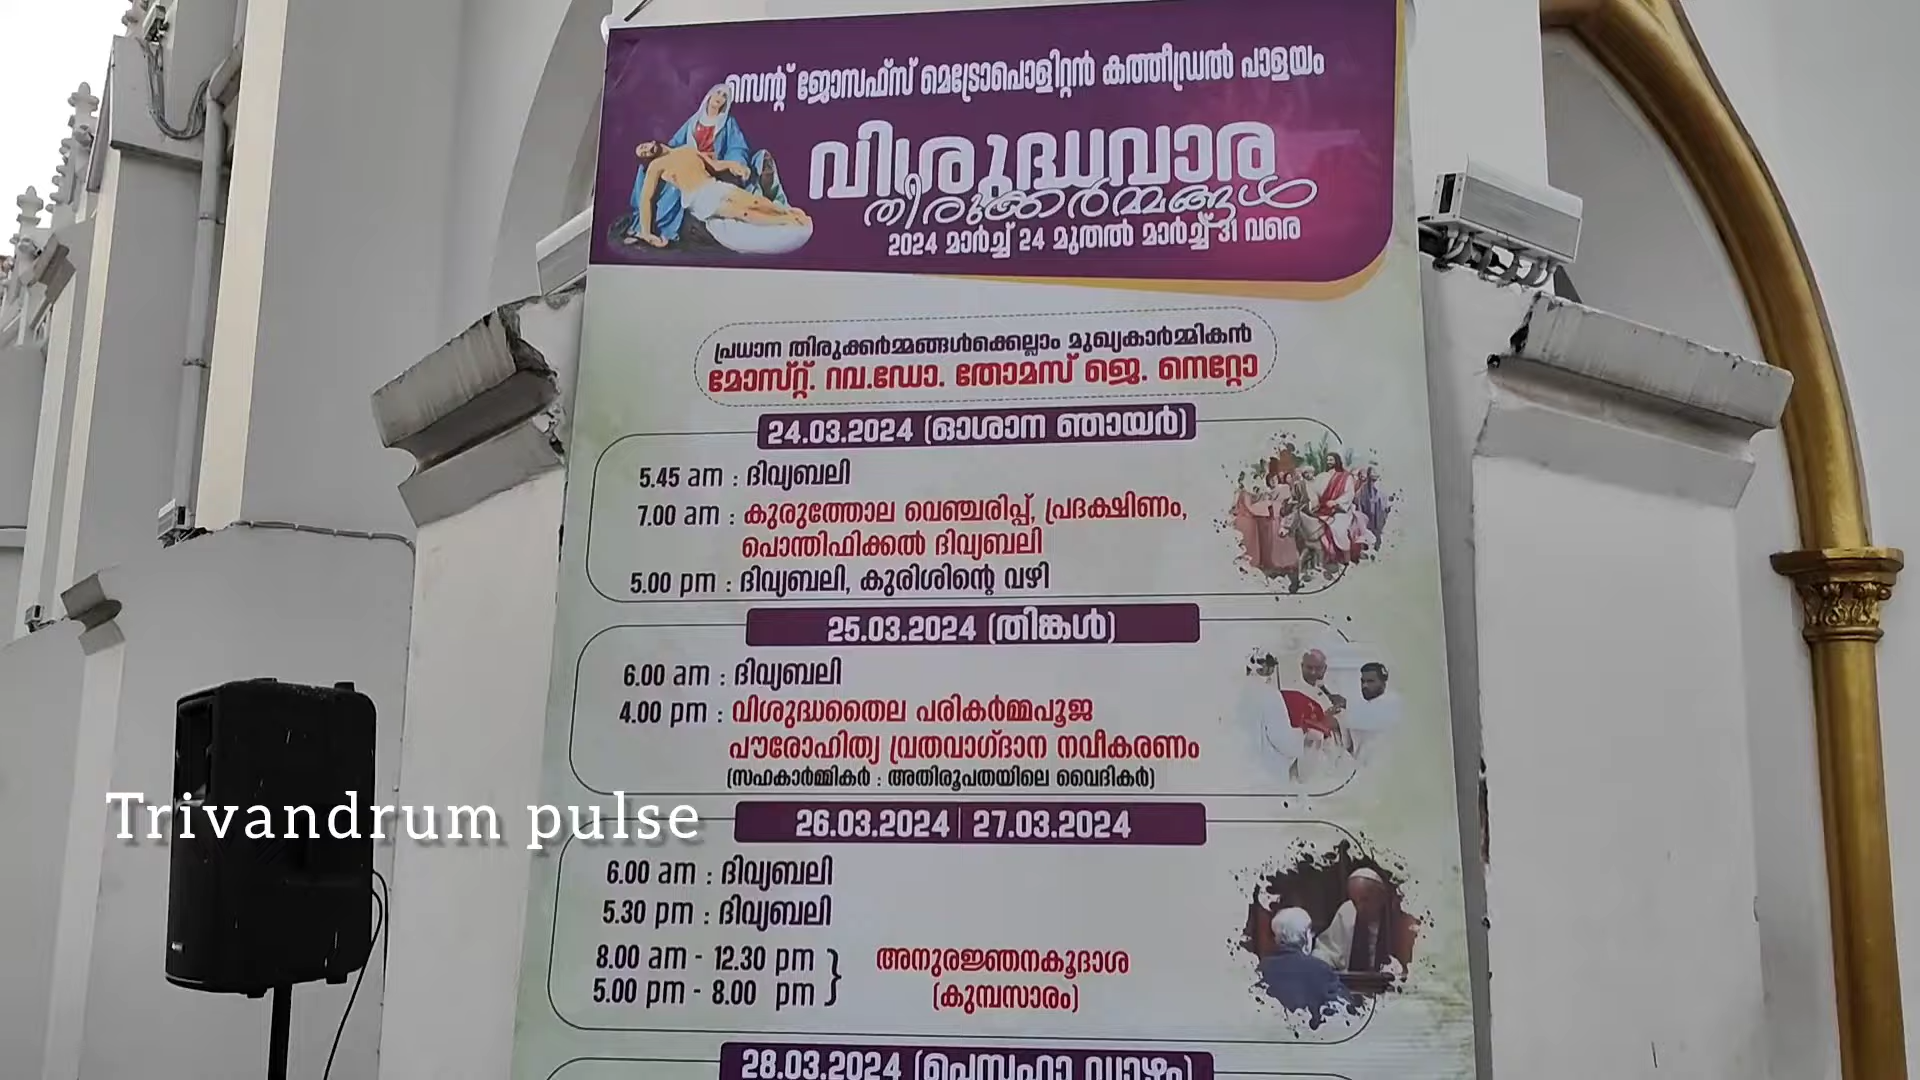 സെന്റ് ജോസഫ്സ് മെട്രോപൊളിറ്റൻ കത്തീഡ്രൽ പാളയം
വിശുദ്ധവാര
തിരുക്കർമ്മങ്ങൾ
2024 മാർച്ച് 24 മുതൽ മാർച്ച് 31 വരെ
പ്രധാന തിരുക്കർമ്മങ്ങൾക്കെല്ലാം മുഖ്യകാർമ്മികൻ
മോസ്റ്റ്. റവ.ഡോ. തോമസ് ജെ. നെറ്റോ
24.03.2024 (ഓശാന ഞായർ)
5.45 am : ദിവ്യബലി
7.00 am : കുരുത്തോല വെഞ്ചരിപ്പ്, പ്രദക്ഷിണം,
പൊന്തിഫിക്കൽ ദിവ്യബലി
5.00 pm : ദിവ്യബലി, കുരിശിന്റെ വഴി
25.03.2024 (തിങ്കൾ)
6.00 am : ദിവ്യബലി
4.00 pm : വിശുദ്ധതൈല പരികർമ്മപൂജ
പൗരോഹിത്യ വ്രതവാഗ്ദാന നവീകരണം
(സഹകാർമ്മികർ : അതിരൂപതയിലെ വൈദികർ)
Trivandrum pulse
26.03.2024 | 27.03.2024
6.00 am : ദിവ്യബലി
5.30 pm : ദിവ്യബലി
8.00 am - 12.30 pm } അനുരഞ്ജനകൂദാശ
5.00 pm - 8.00 pm (കുമ്പസാരം)
28.03.2024 (പെസഹാ വ്യാഴം)